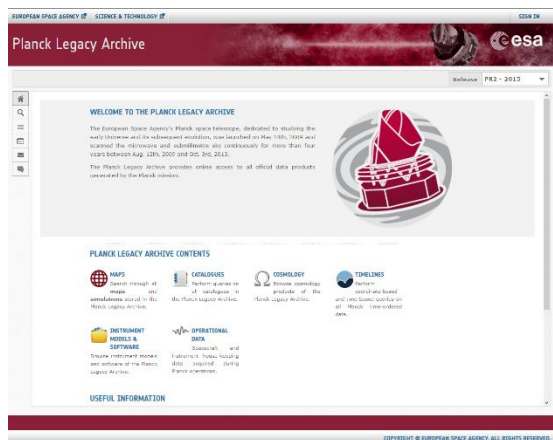 EUROPEAN SPACE AGENCY SCIENCE & TECHNOLOGY SIGN IN
Planck Legacy Archive
esa
Release PR2 - 2015
WELCOME TO THE PLANCK LEGACY ARCHIVE
The European Space Agency's Planck space telescope, dedicated to studying the
early Universe and its subsequent evolution, was launched on May 14th, 2009 and
scanned the microwave and submillimetre sky continuously for more than four
years between Aug. 12th, 2009 and Oct. 3rd, 2013.
The Planck Legacy Archive provides online access to all official data products
generated by the Planck mission.
PLANCK LEGACY ARCHIVE CONTENTS
MAPS
Search through all
maps and
annotations stored in the
Planck Legacy Archive.
CATALOGUES
Perform queries on
all catalogues in
the Planck Legacy Archive.
COSMOLOGY
Browse cosmology
products of the
Planck Legacy Archive.
TIMELINES
Perform
coordinate-based
and time-based queries on
all Planck time-ordered
data.
INSTRUMENT
MODELS &
SOFTWARE
Browse instrument models
and software of the Planck
Legacy Archive.
OPERATIONAL
DATA
Spacecraft and
instrument house-keeping
data acquired during
Planck operations.
USEFUL INFORMATION
COPYRIGHT © EUROPEAN SPACE AGENCY. ALL RIGHTS RESERVED.